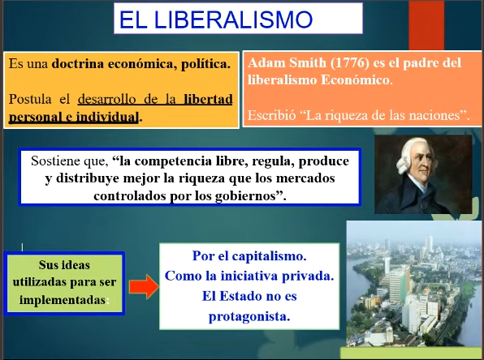 EL LIBERALISMO
Es una doctrina económica, política.
Postula el desarrollo de la libertad
personal e individual.
Adam Smith (1776) es el padre del
liberalismo Económico.
Escribió “La riqueza de las naciones”.
Sostiene que, “la competencia libre, regula, produce
y distribuye mejor la riqueza que los mercados
controlados por los gobiernos”.
Sus ideas
utilizadas para ser
implementadas:
Por el capitalismo.
Como la iniciativa privada.
El Estado no es
protagonista.